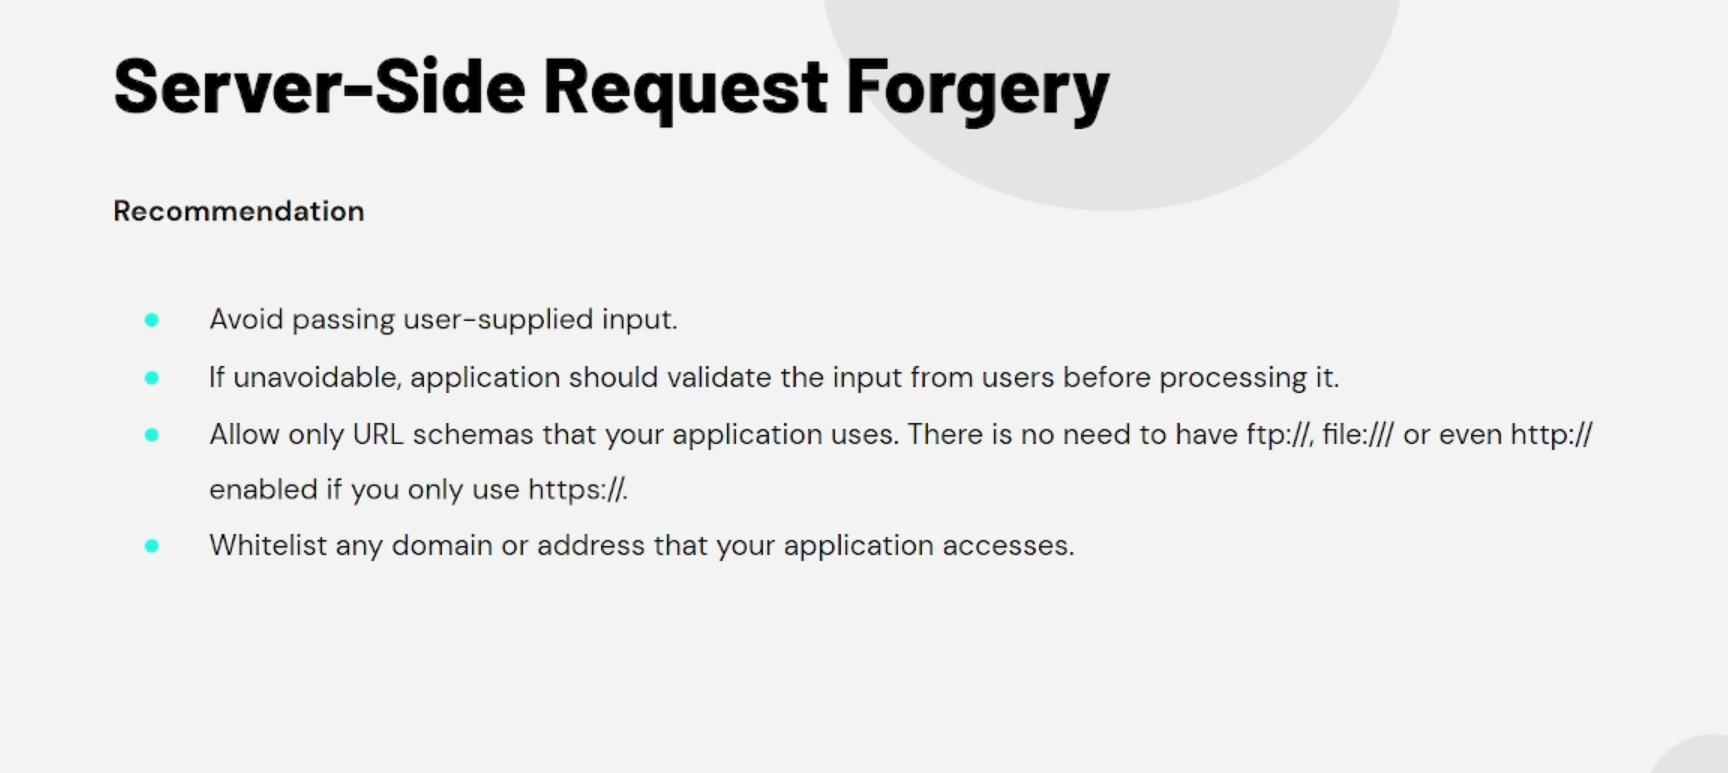 Server-Side Request Forgery
Recommendation
Avoid passing user-supplied input.
If unavoidable, application should validate the input from users before processing it.
Allow only URL schemas that your application uses. There is no need to have ftp://, file:/// or even http://
enabled if you only use https://.
Whitelist any domain or address that your application accesses.